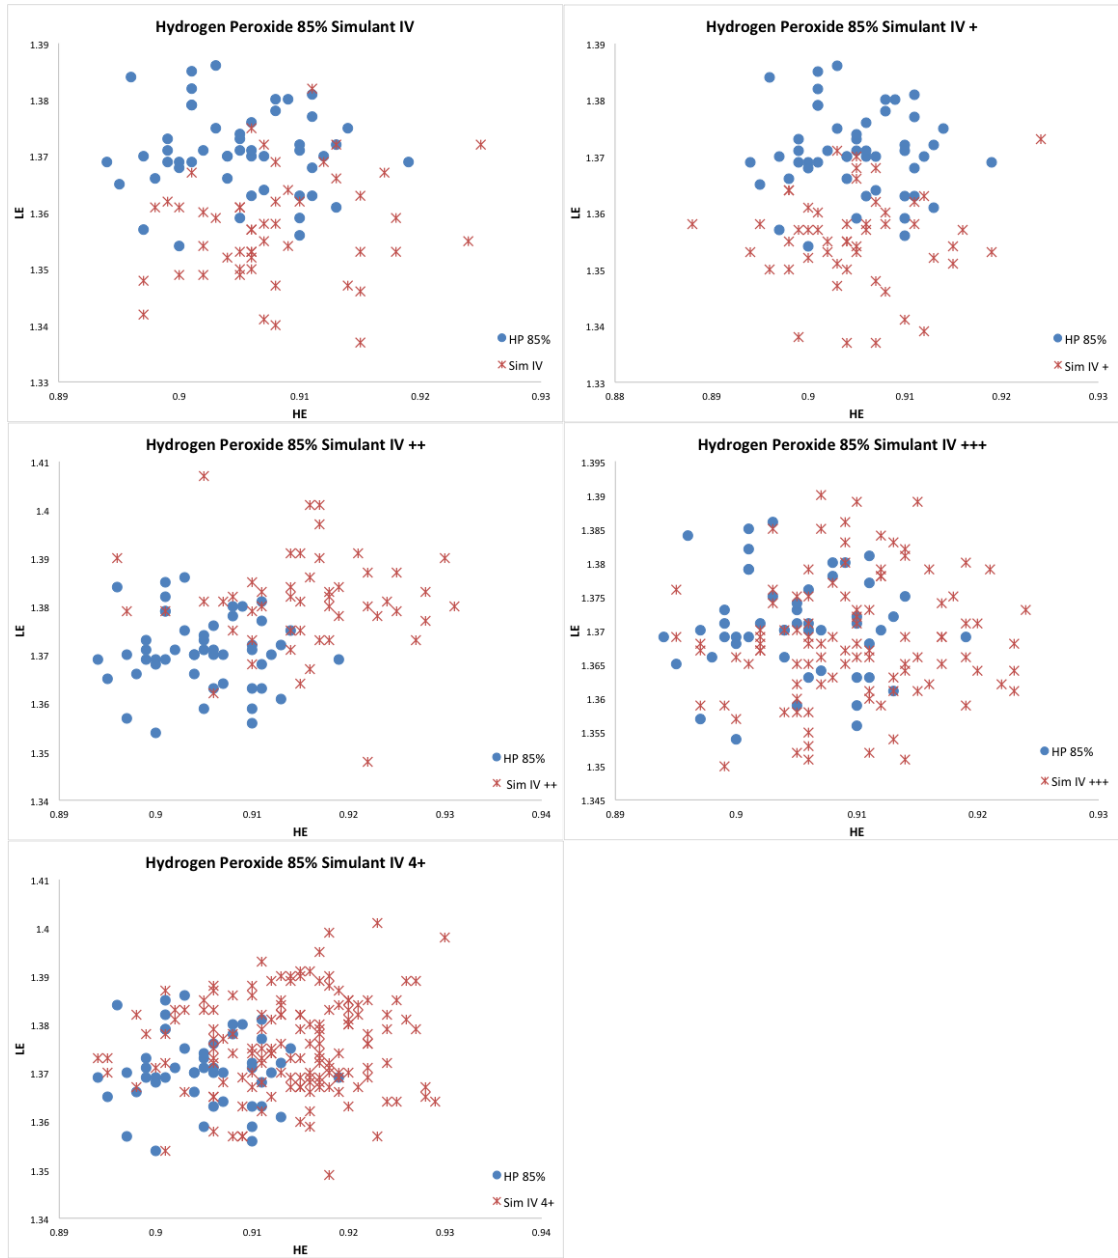 Hydrogen Peroxide 85% Simulant IV
1.39
1.38
1.37
1.36
1.35
1.34
1.33
LE
0.89
0.9
0.91
0.92
0.93
HE
HP 85%
Sim IV
Hydrogen Peroxide 85% Simulant IV +
1.39
1.38
1.37
1.36
1.35
1.34
1.33
LE
0.88
0.89
0.9
0.91
0.92
0.93
HE
HP 85%
Sim IV +
Hydrogen Peroxide 85% Simulant IV ++
1.41
1.4
1.39
1.38
1.37
1.36
1.35
1.34
LE
0.89
0.9
0.91
0.92
0.93
0.94
HE
HP 85%
Sim IV ++
Hydrogen Peroxide 85% Simulant IV +++
1.395
1.39
1.385
1.38
1.375
1.37
1.365
1.36
1.355
1.35
1.345
LE
0.89
0.9
0.91
0.92
0.93
HE
HP 85%
Sim IV +++
Hydrogen Peroxide 85% Simulant IV 4+
1.41
1.4
1.39
1.38
1.37
1.36
1.35
1.34
LE
0.89
0.9
0.91
0.92
0.93
0.94
HE
HP 85%
Sim IV 4+